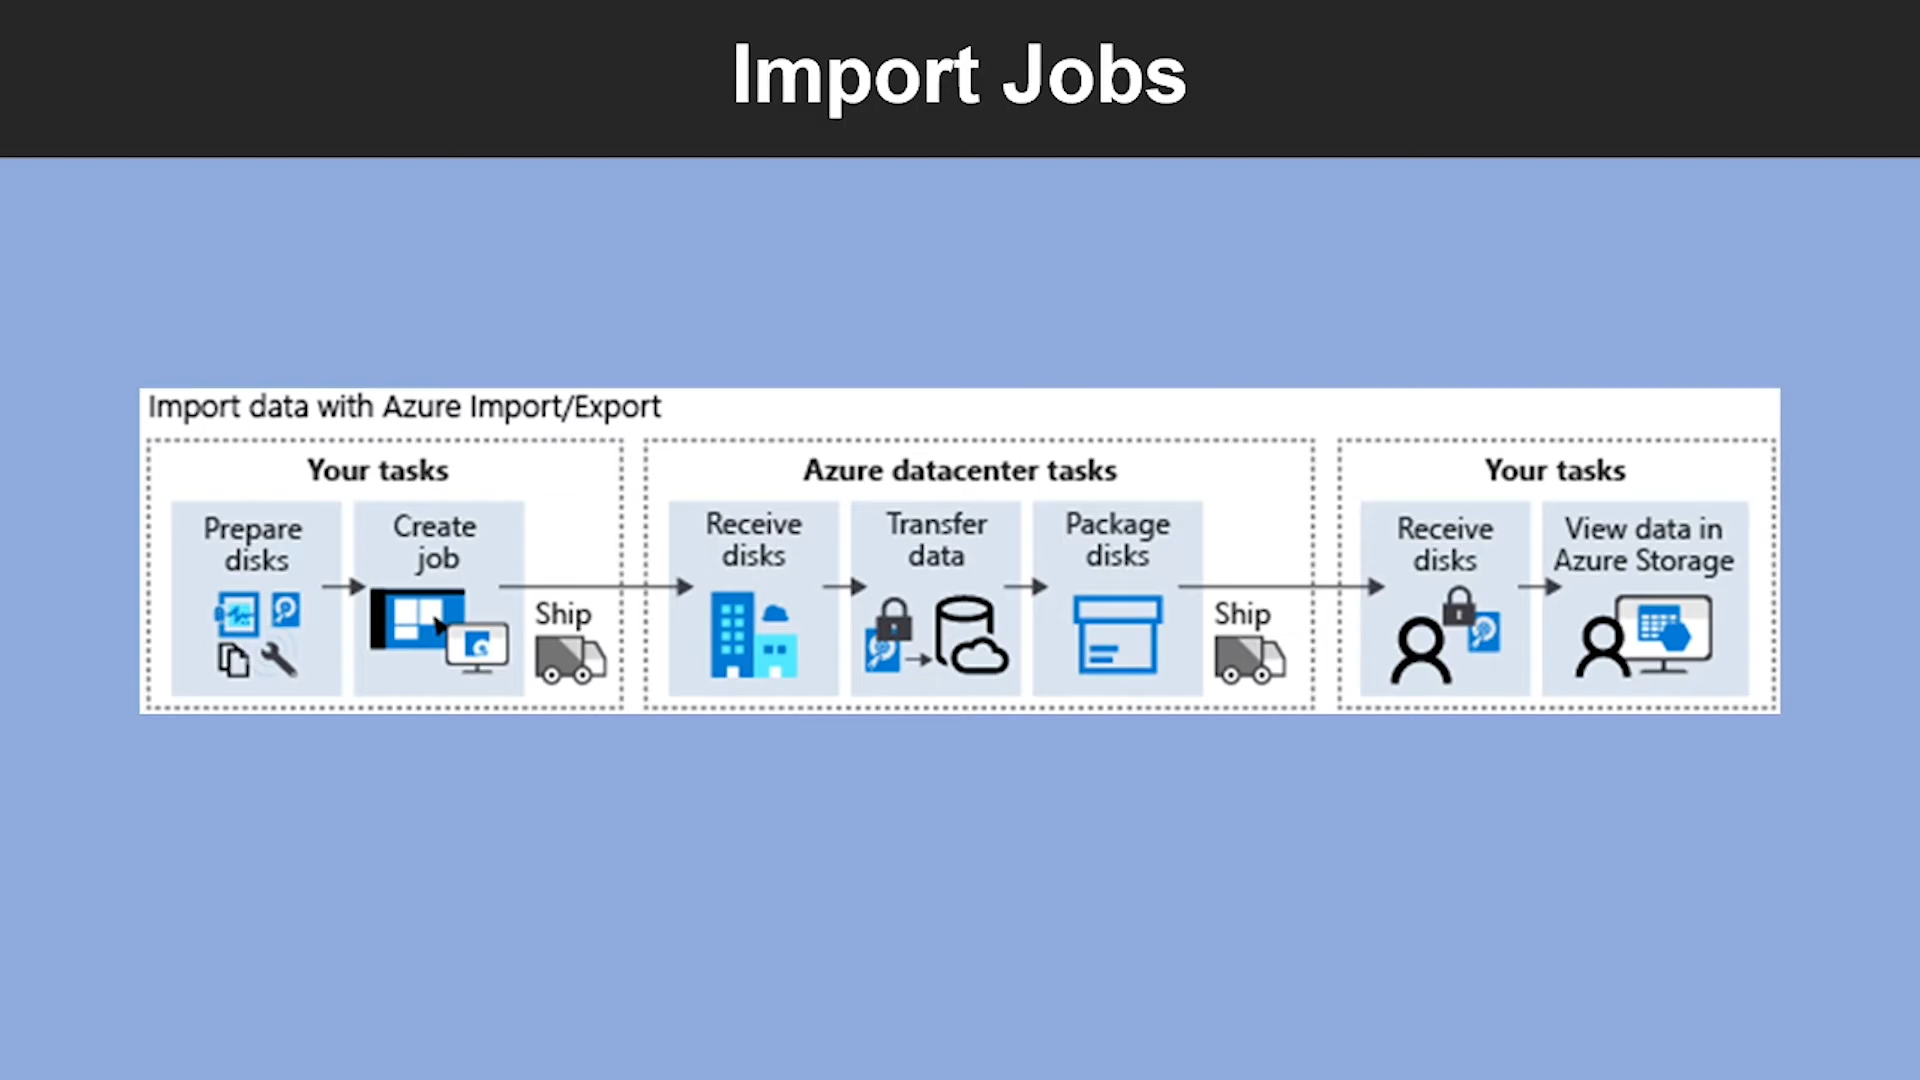 Import Jobs
Import data with Azure Import/Export
Your tasks
Prepare
disks
Create
job
Ship
Azure datacenter tasks
Receive
disks
Transfer
data
Package
disks
Ship
Your tasks
Receive
disks
View data in
Azure Storage